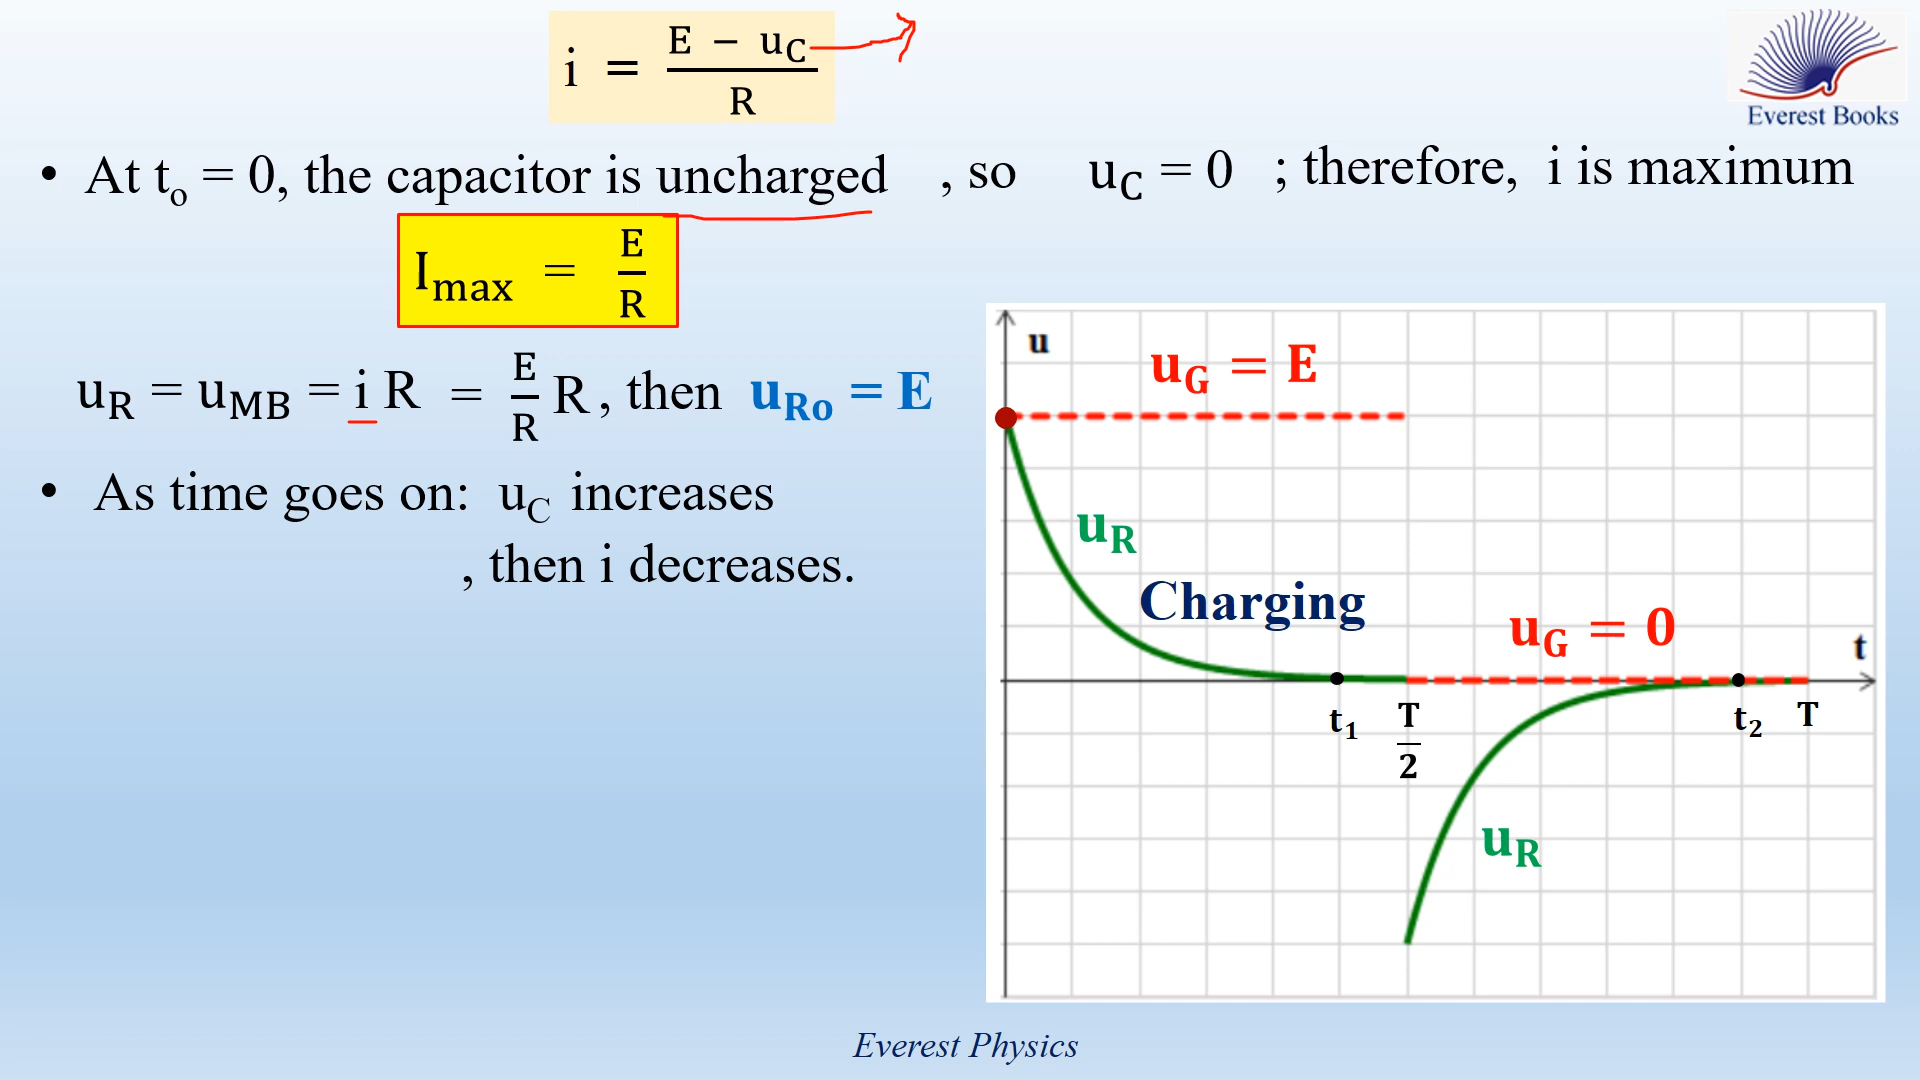 i = (E − uC)/R
Everest Books
• At to = 0, the capacitor is uncharged , so uC = 0 ; therefore, i is maximum
Imax = E/R
uR = uMB = i R = E/R R , then uRo = E
• As time goes on: uC increases
, then i decreases.
u
uG = E
uR
Charging
uG = 0
t
t1 T/2 t2 T
uR
Everest Physics